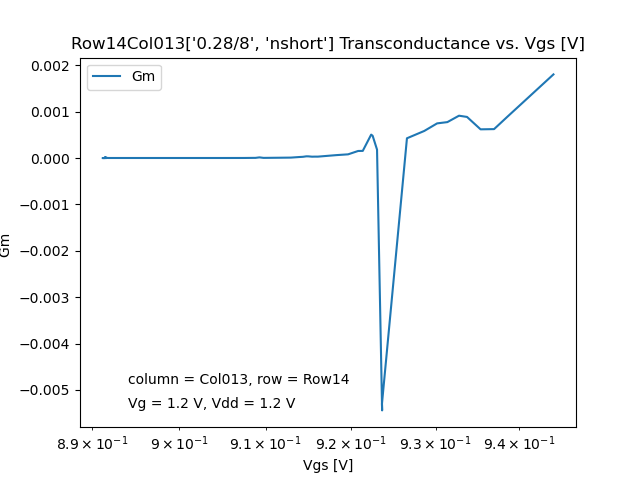 Row14Col013['0.28/8', 'nshort'] Transconductance vs. Vgs [V]
Gm
0.002
0.001
0.000
−0.001
−0.002
−0.003
−0.004
−0.005
Gm
column = Col013, row = Row14
Vg = 1.2 V, Vdd = 1.2 V
8.9 × 10⁻¹ 9 × 10⁻¹ 9.1 × 10⁻¹ 9.2 × 10⁻¹ 9.3 × 10⁻¹ 9.4 × 10⁻¹
Vgs [V]